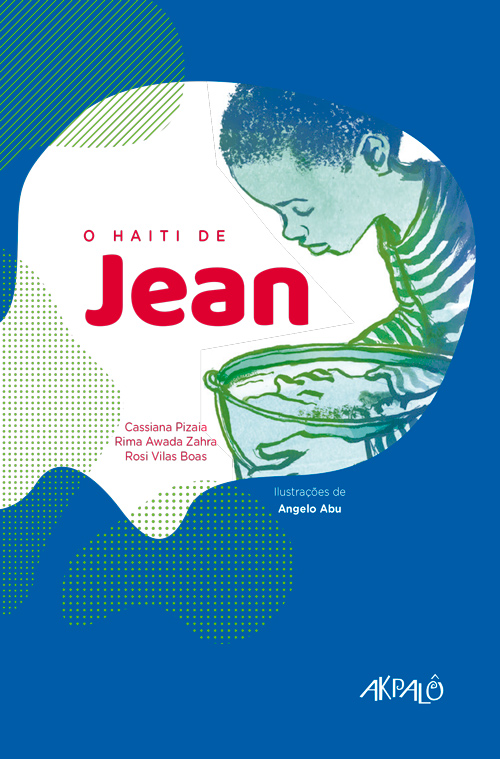 O HAITI DE
Jean
Cassiana Pizaia
Rima Awada Zahra
Rosi Vilas Boas
Ilustrações de
Angelo Abu
AKPALÔ